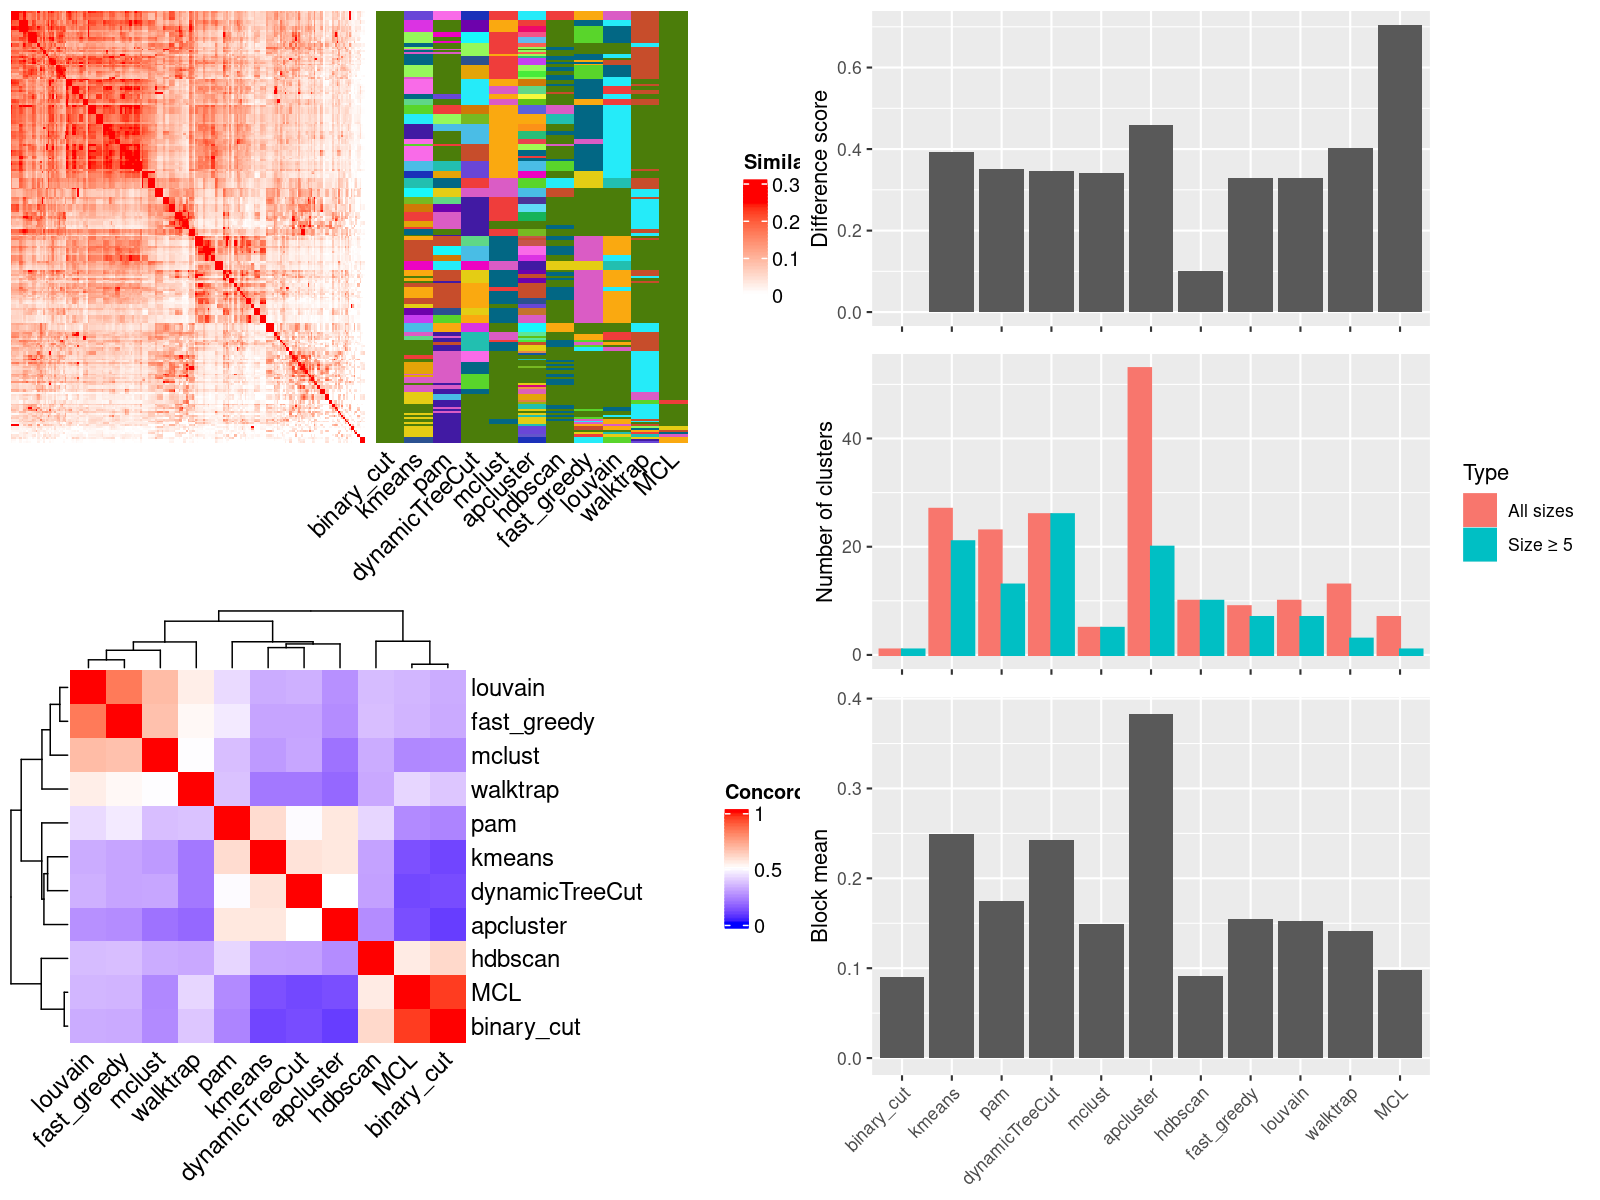 Simila
0.3
0.2
0.1
0
binary_cut
kmeans
pam
dynamicTreeCut
mclust
apcluster
hdbscan
fast_greedy
louvain
walktrap
MCL
louvain
fast_greedy
mclust
walktrap
pam
kmeans
dynamicTreeCut
apcluster
hdbscan
MCL
binary_cut
louvain
fast_greedy
mclust
walktrap
pam
kmeans
dynamicTreeCut
apcluster
hdbscan
MCL
binary_cut
Concord
1
0.5
0
Difference score
0.6
0.4
0.2
0.0
Number of clusters
40
20
0
Type
All sizes
Size ≥ 5
Block mean
0.4
0.3
0.2
0.1
0.0
binary_cut
kmeans
pam
dynamicTreeCut
mclust
apcluster
hdbscan
fast_greedy
louvain
walktrap
MCL